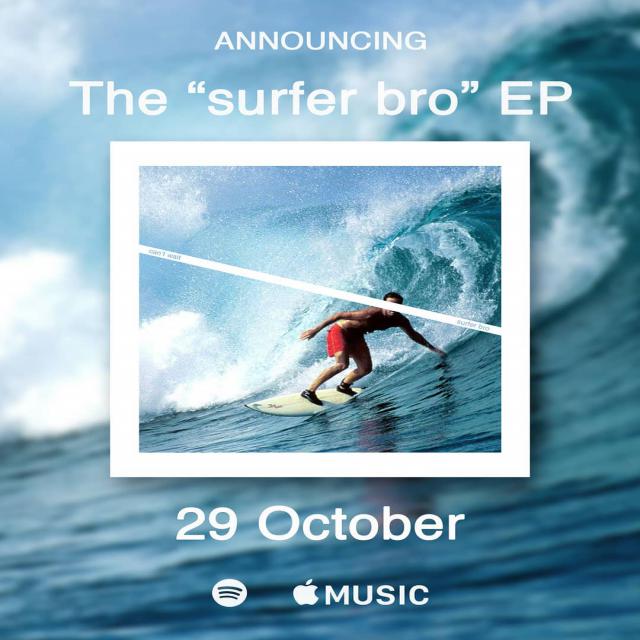 ANNOUNCING
The “surfer bro” EP
can't wait
surfer bro
29 October
MUSIC